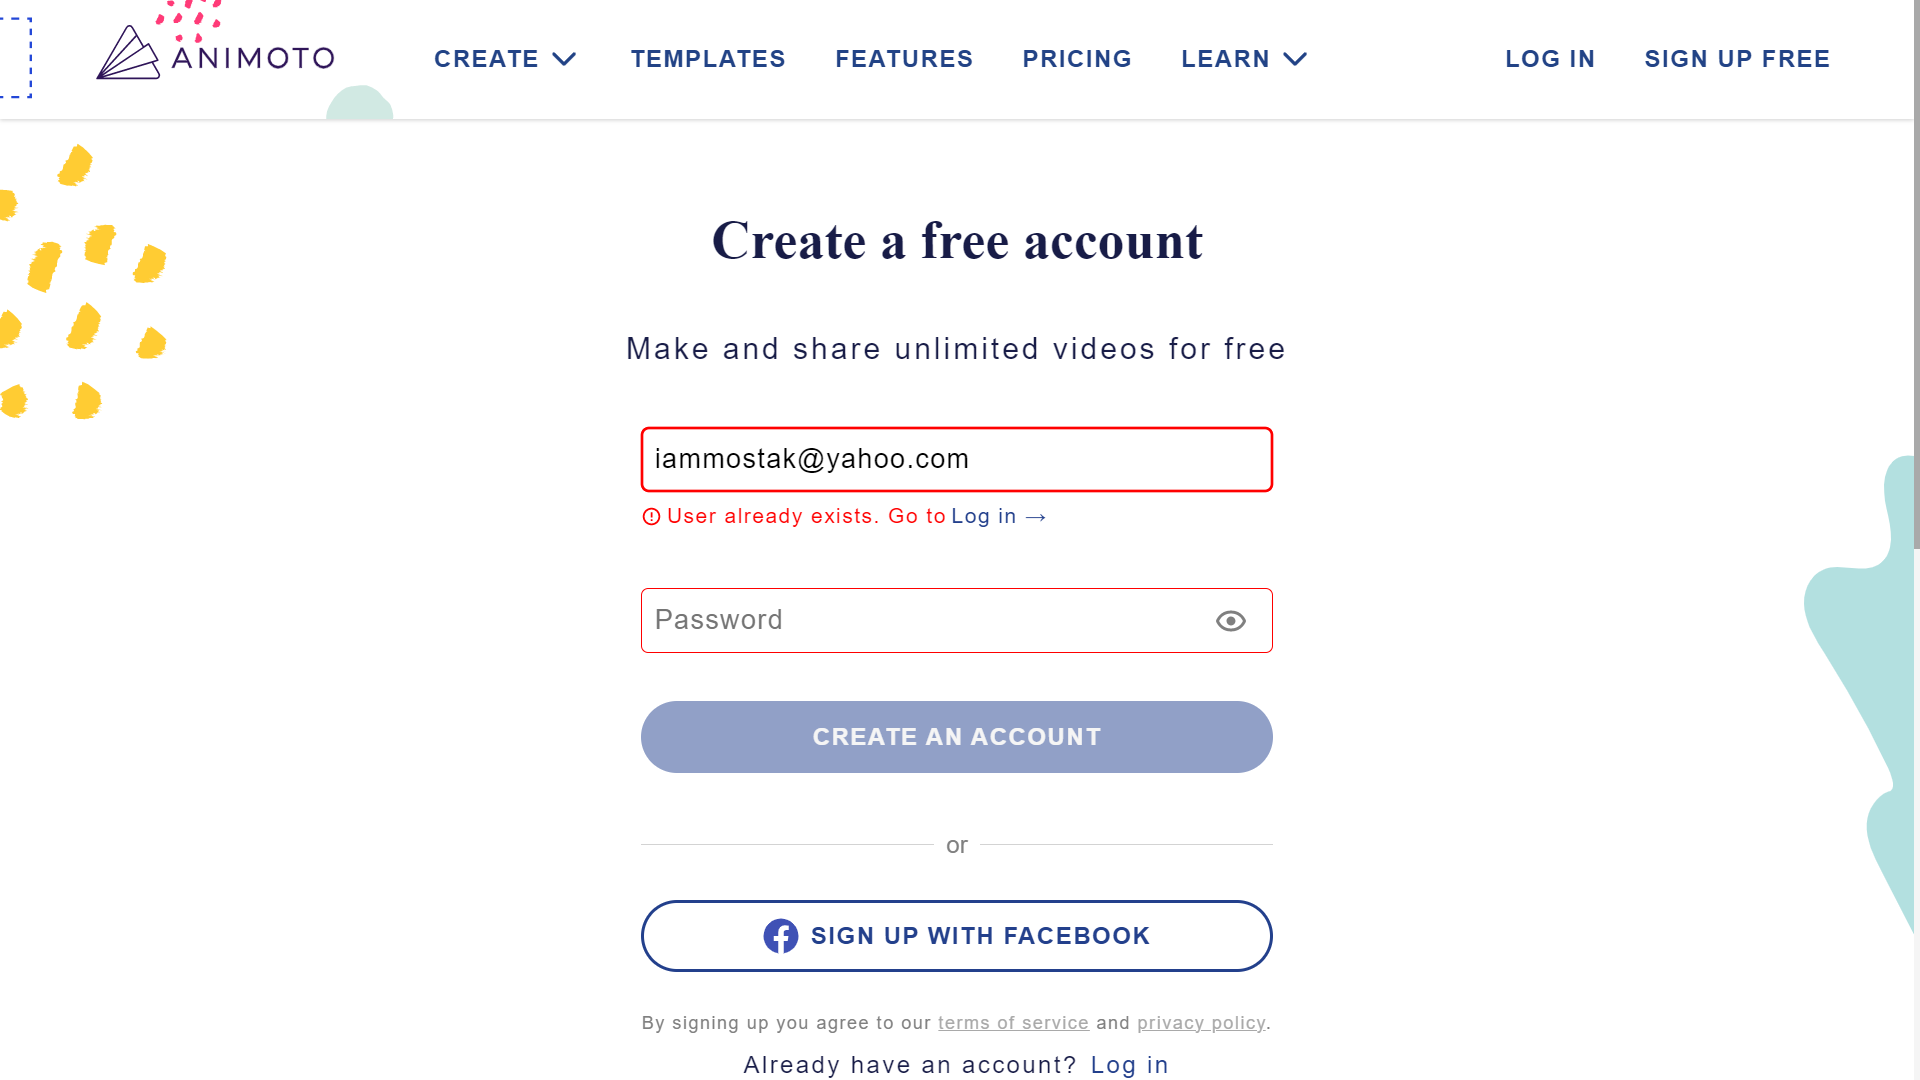 ANIMOTO CREATE TEMPLATES FEATURES PRICING LEARN LOG IN SIGN UP FREE
Create a free account
Make and share unlimited videos for free
iammostak@yahoo.com
User already exists. Go to Log in →
Password
CREATE AN ACCOUNT
or
SIGN UP WITH FACEBOOK
By signing up you agree to our terms of service and privacy policy.
Already have an account? Log in